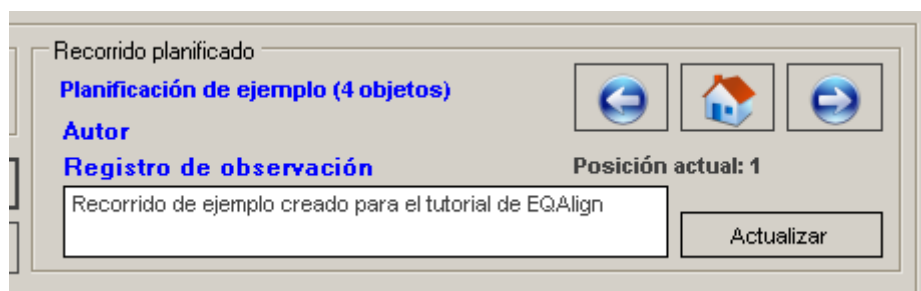 Recorrido planificado
Planificación de ejemplo (4 objetos)
Autor
Registro de observación
Posición actual: 1
Recorrido de ejemplo creado para el tutorial de EQAlign
Actualizar